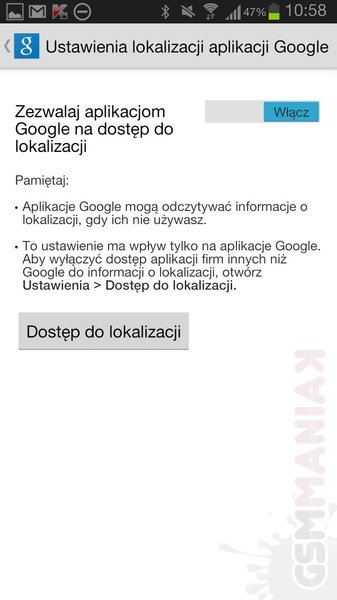 47% 10:58
Ustawienia lokalizacji aplikacji Google
Zezwalaj aplikacjom
Google na dostęp do
lokalizacji
Włącz
Pamiętaj:
• Aplikacje Google mogą odczytywać informacje o
lokalizacji, gdy ich nie używasz.
• To ustawienie ma wpływ tylko na aplikacje Google.
Aby wyłączyć dostęp aplikacji firm innych niż
Google do informacji o lokalizacji, otwórz
Ustawienia > Dostęp do lokalizacji.
Dostęp do lokalizacji
GSMMANIAK